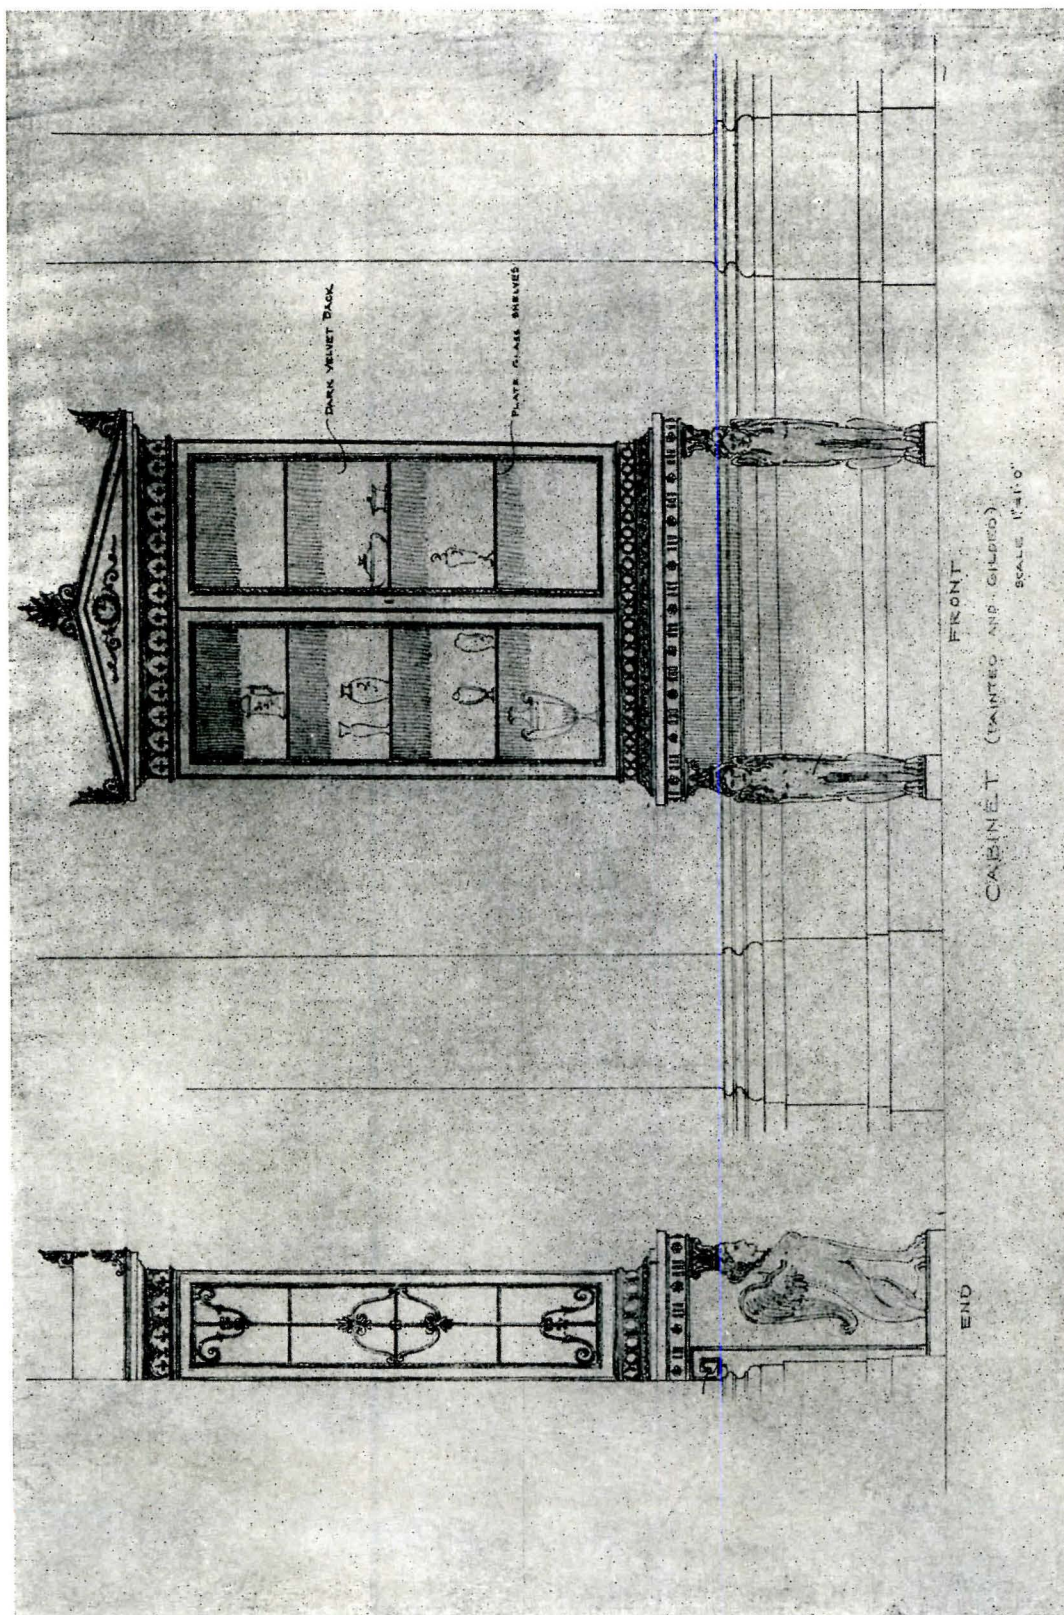 DARK VELVET BACK
PLATE GLASS SHELVES
END
FRONT
CABINET (PAINTED AND GILDED)
SCALE 1"=1'·0"